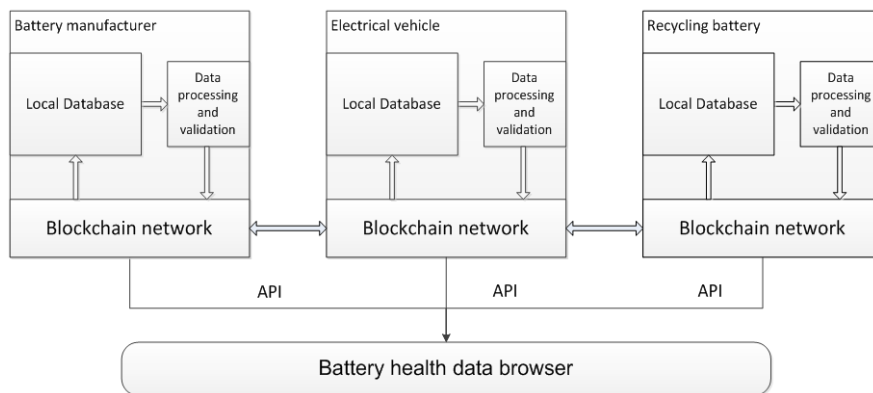 Battery manufacturer
Local Database
Data
processing
and
validation
Blockchain network
Electrical vehicle
Local Database
Data
processing
and
validation
Blockchain network
Recycling battery
Local Database
Data
processing
and
validation
Blockchain network
API
API
API
Battery health data browser